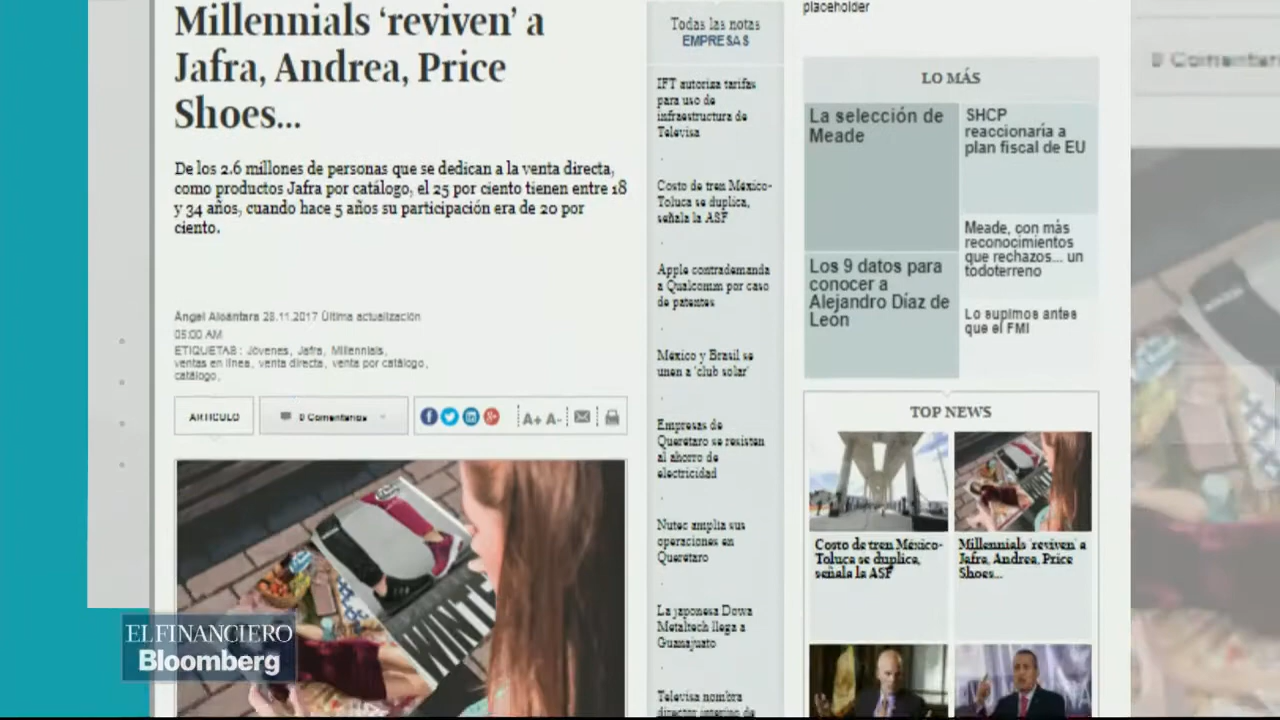 Millennials ‘reviven’ a
Jafra, Andrea, Price
Shoes...
De los 2.6 millones de personas que se dedican a la venta directa,
como productos Jafra por catálogo, el 25 por ciento tienen entre 18
y 34 años, cuando hace 5 años su participación era de 20 por
ciento.
Ángel Alcántara 28.11.2017 Última actualización
05:00 AM
ETIQUETAS: Jóvenes, Jafra, Millennials,
ventas en línea, venta directa, venta por catálogo,
catálogo,
ARTÍCULO
0 Comentarios
A+ A-
WINTE
EL FINANCIERO
Bloomberg
Todas las notas
EMPRESAS
IFT autoriza tarifas
para uso de
infraestructura de
Televisa
Costo de tren México-
Toluca se duplica,
señala la ASF
Apple contrademanda
a Qualcomm por caso
de patentes
México y Brasil se
unen a 'club solar'
Empresas de
Querétaro se resisten
al ahorro de
electricidad
Nutec amplía sus
operaciones en
Querétaro
La japonesa Dowa
Metaltech llega a
Guanajuato
Televisa nombra
director interino de
placeholder
LO MÁS
La selección de
Meade
SHCP
reaccionaría a
plan fiscal de EU
Meade, con más
reconocimientos
que rechazos... un
todoterreno
Los 9 datos para
conocer a
Alejandro Díaz de
León
Lo supimos antes
que el FMI
TOP NEWS
Costo de tren México-
Toluca se duplica,
señala la ASF
Millennials 'reviven' a
Jafra, Andrea, Price
Shoes...
0 Comentari